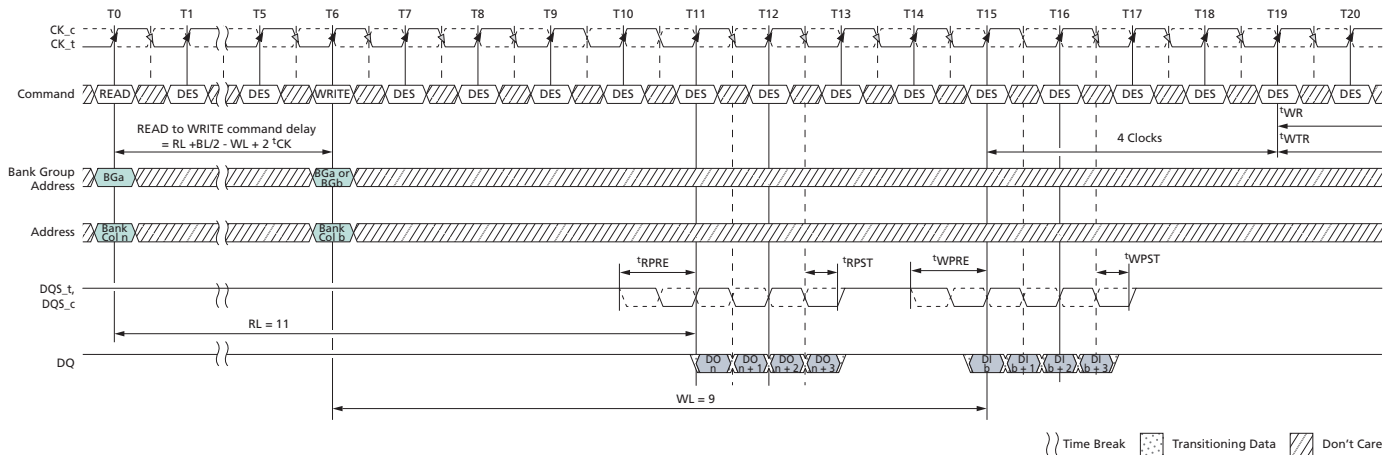 T0 T1 T5 T6 T7 T8 T9 T10 T11 T12 T13 T14 T15 T16 T17 T18 T19 T20
CK_c
CK_t
Command READ DES DES WRITE DES DES DES DES DES DES DES DES DES DES DES DES DES DES
tWR
READ to WRITE command delay
= RL +BL/2 - WL + 2 tCK
4 Clocks
tWTR
Bank Group
Address
BGa
BGa or
BGb
Address
Bank
Col n
Bank
Col b
tRPRE tRPST tWPRE tWPST
DQS_t,
DQS_c
RL = 11
DQ
DO
n
DO
n + 1
DO
n + 2
DO
n + 3
DI
b
DI
b + 1
DI
b + 2
DI
b + 3
WL = 9
Time Break Transitioning Data Don't Care